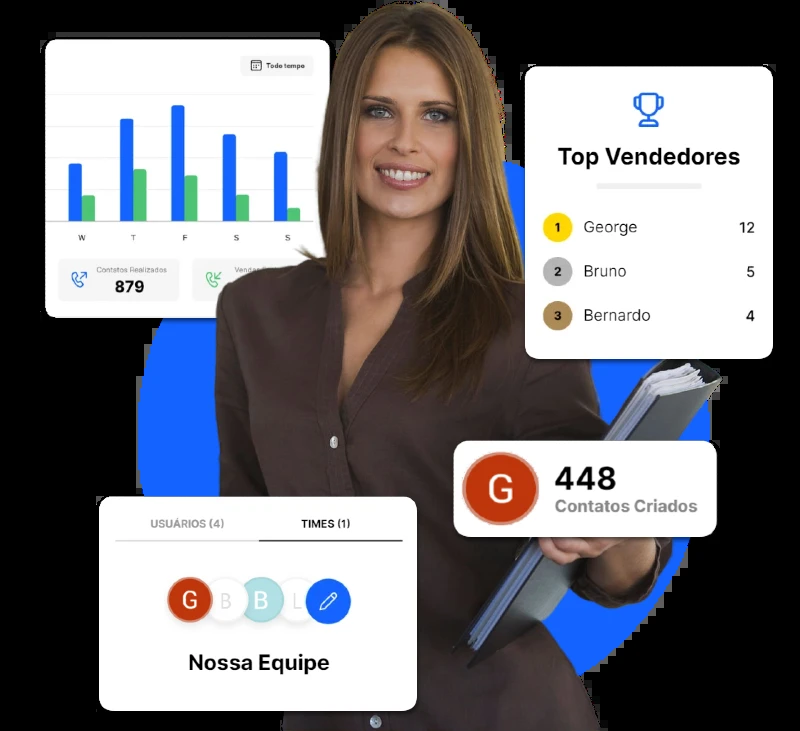 Todo tempo
W T F S S
Contatos Realizados
879
Top Vendedores
1 George 12
2 Bruno 5
3 Bernardo 4
G
448
Contatos Criados
USUÁRIOS (4) TIMES (1)
G B B L
Nossa Equipe